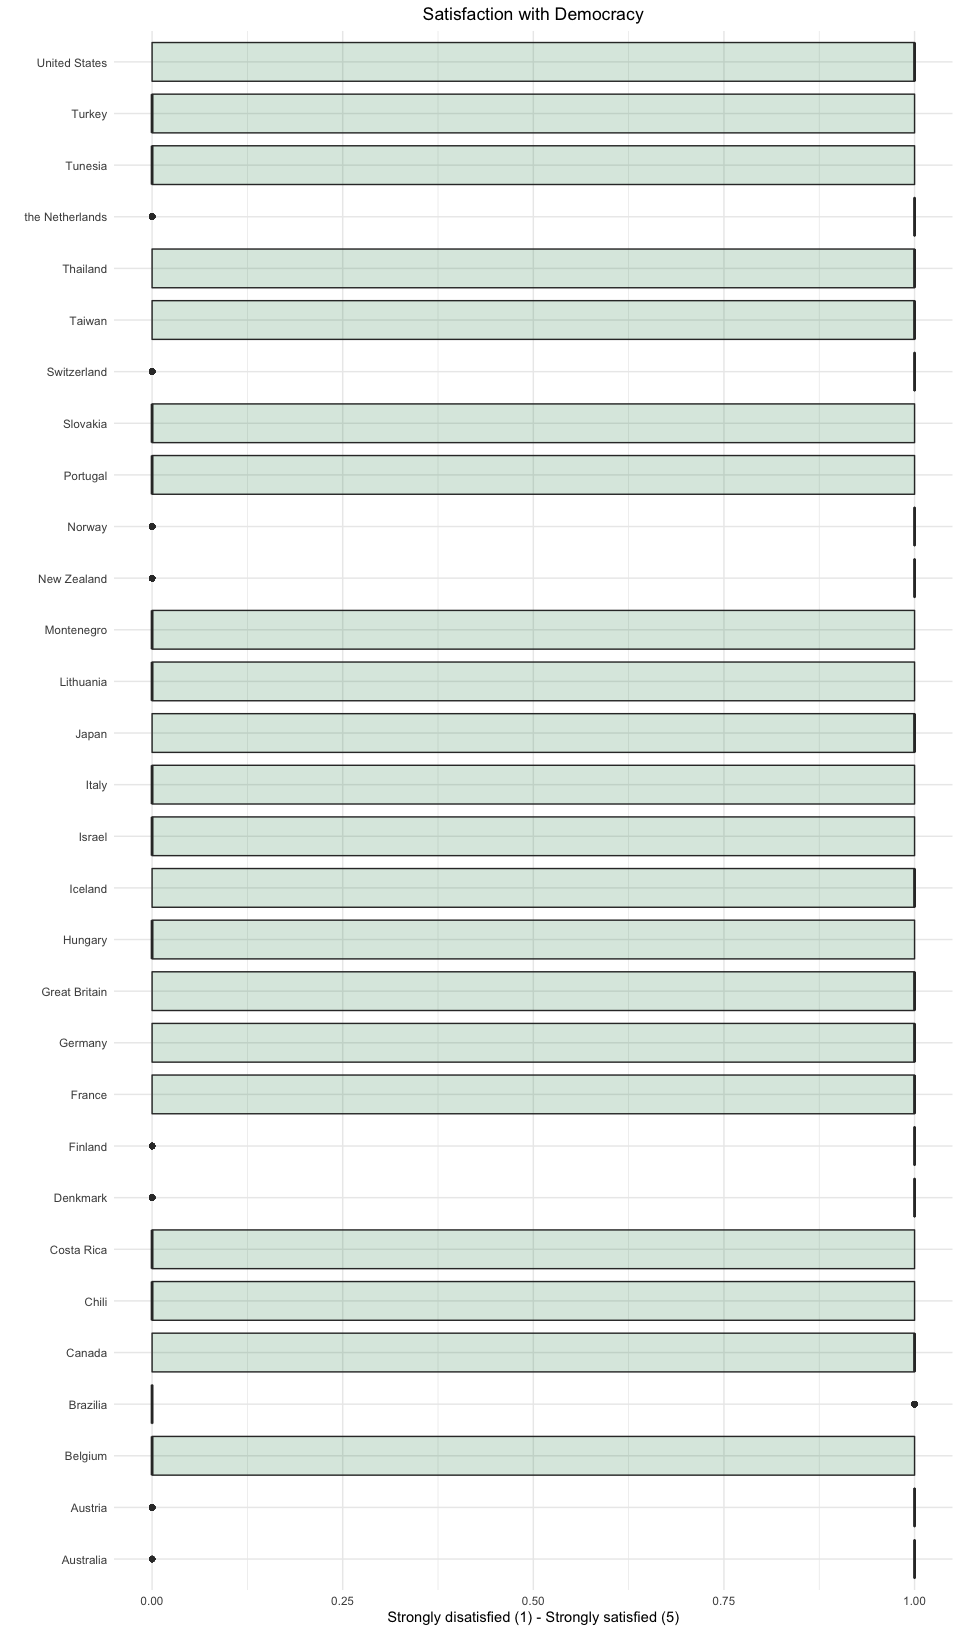 Satisfaction with Democracy
United States
Turkey
Tunesia
the Netherlands
Thailand
Taiwan
Switzerland
Slovakia
Portugal
Norway
New Zealand
Montenegro
Lithuania
Japan
Italy
Israel
Iceland
Hungary
Great Britain
Germany
France
Finland
Denkmark
Costa Rica
Chili
Canada
Brazilia
Belgium
Austria
Australia
0.00 0.25 0.50 0.75 1.00
Strongly disatisfied (1) - Strongly satisfied (5)